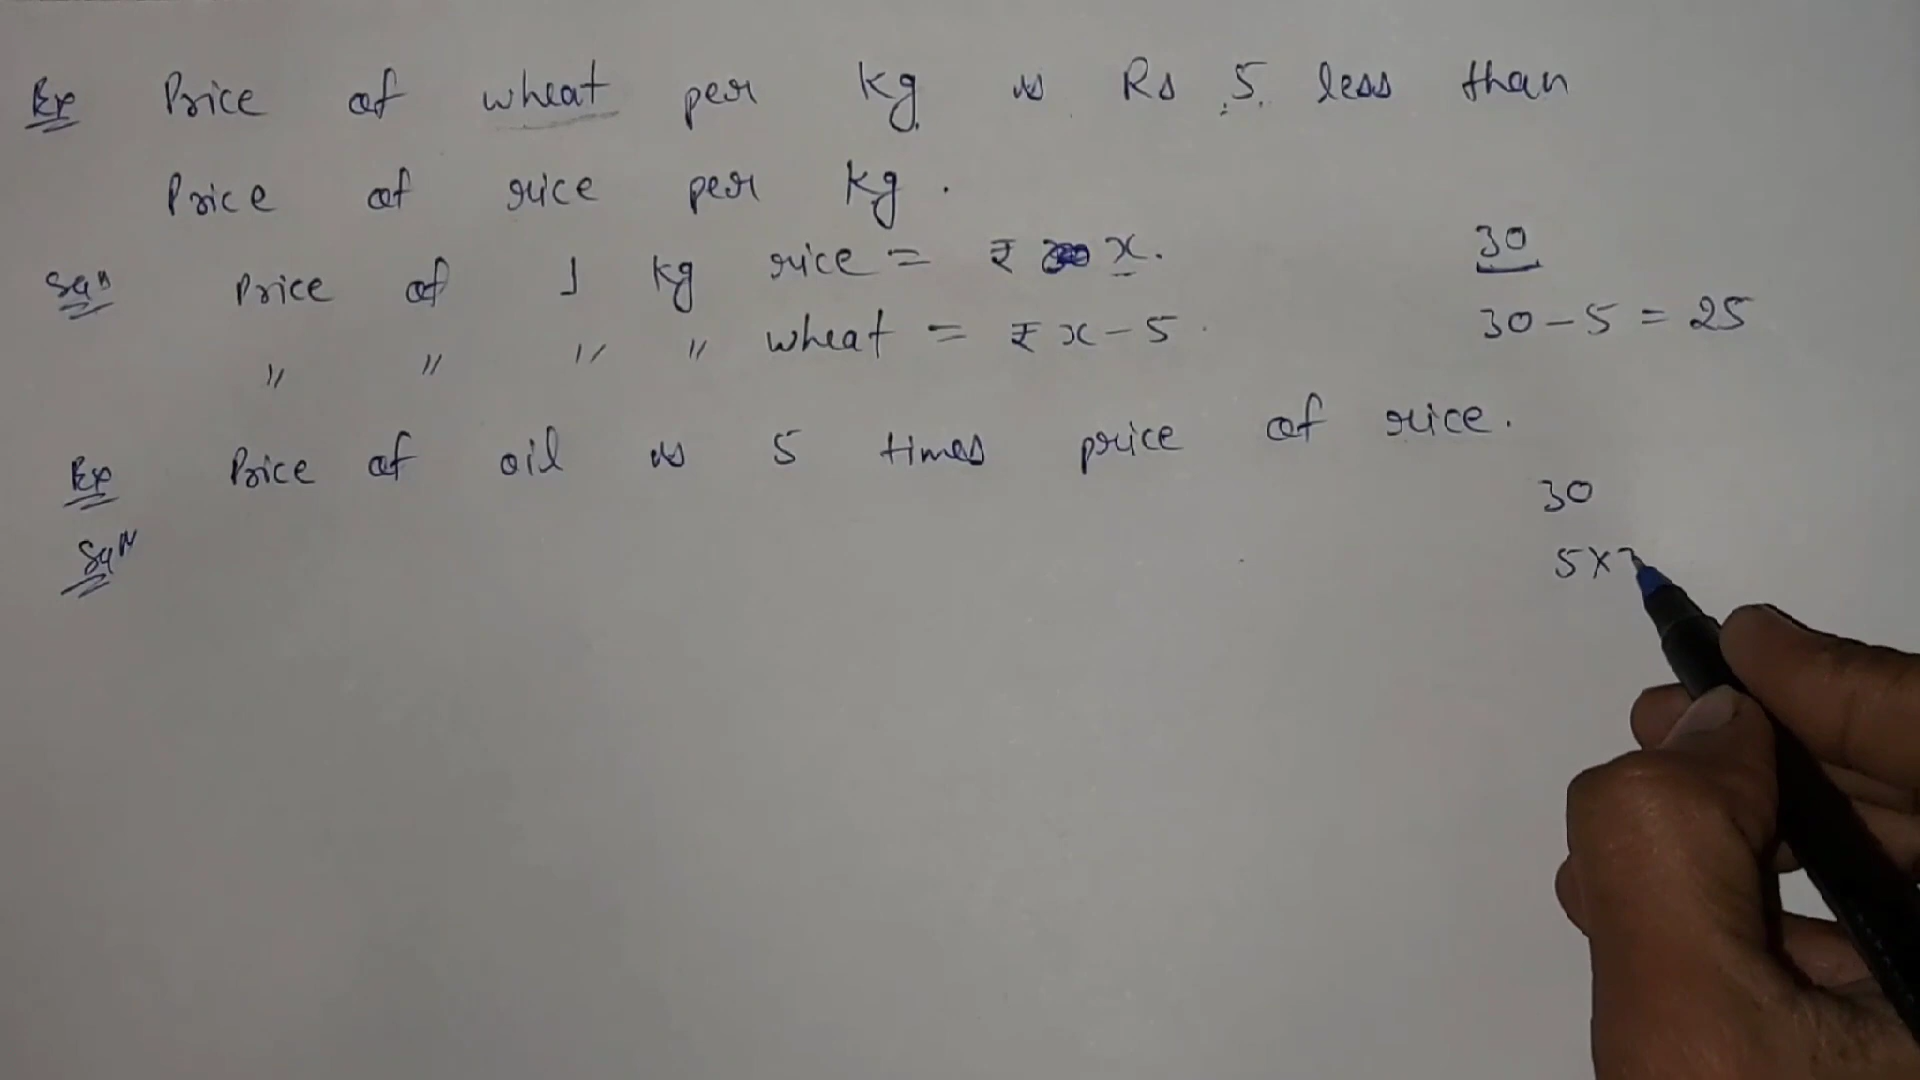 Ex Price of wheat per kg is Rs 5 less than
Price of rice per kg.
Solⁿ Price of 1 kg rice = ₹ x.
" " " " wheat = ₹ x - 5.
30
30 - 5 = 25
Ex Price of oil is 5 times price of rice.
Solⁿ
30
5 ×